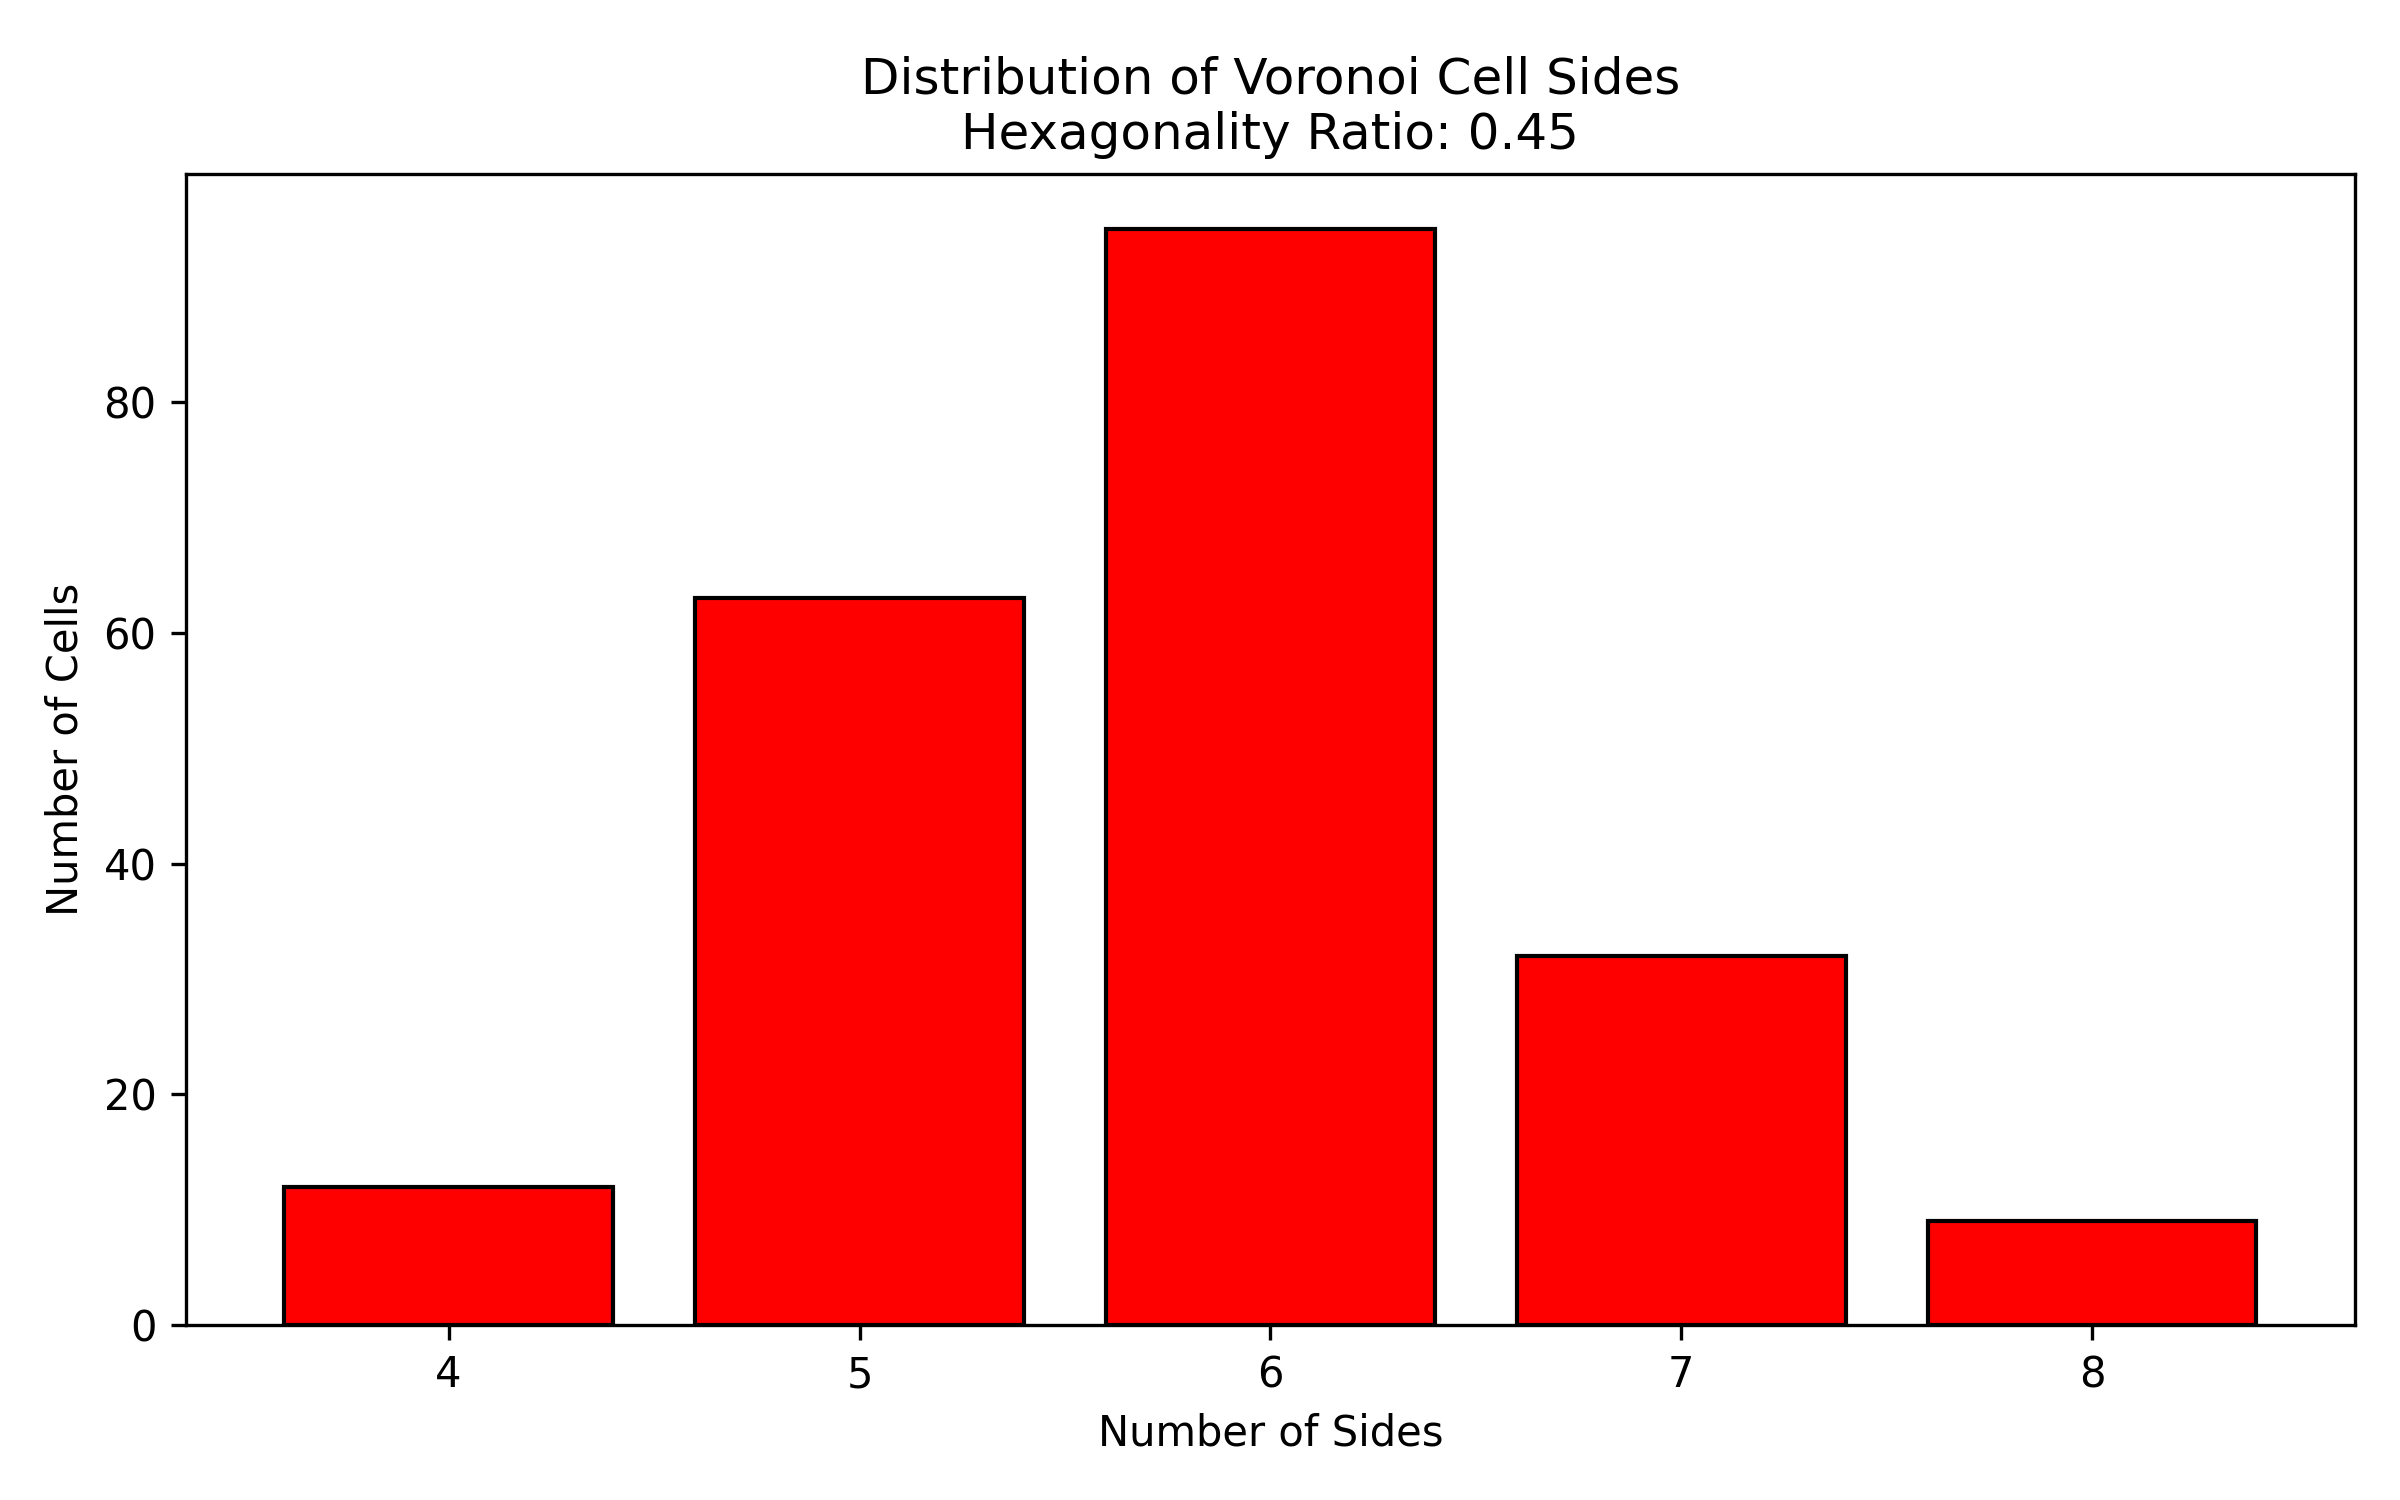 Distribution of Voronoi Cell Sides
Hexagonality Ratio: 0.45
Number of Cells
80
60
40
20
0
4 5 6 7 8
Number of Sides